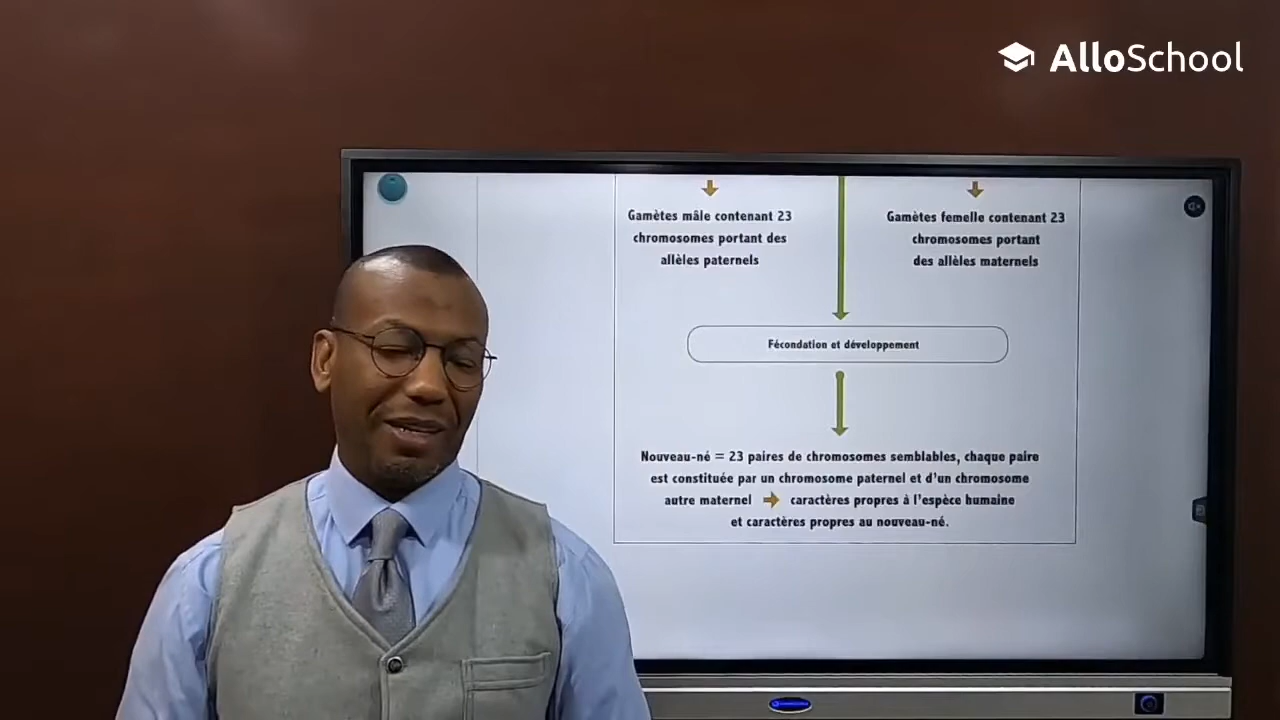 AlloSchool
Gamètes mâle contenant 23
chromosomes portant des
allèles paternels
Gamètes femelle contenant 23
chromosomes portant
des allèles maternels
Fécondation et développement
Nouveau-né = 23 paires de chromosomes semblables, chaque paire
est constituée par un chromosome paternel et d'un chromosome
autre maternel ➔ caractères propres à l'espèce humaine
et caractères propres au nouveau-né.